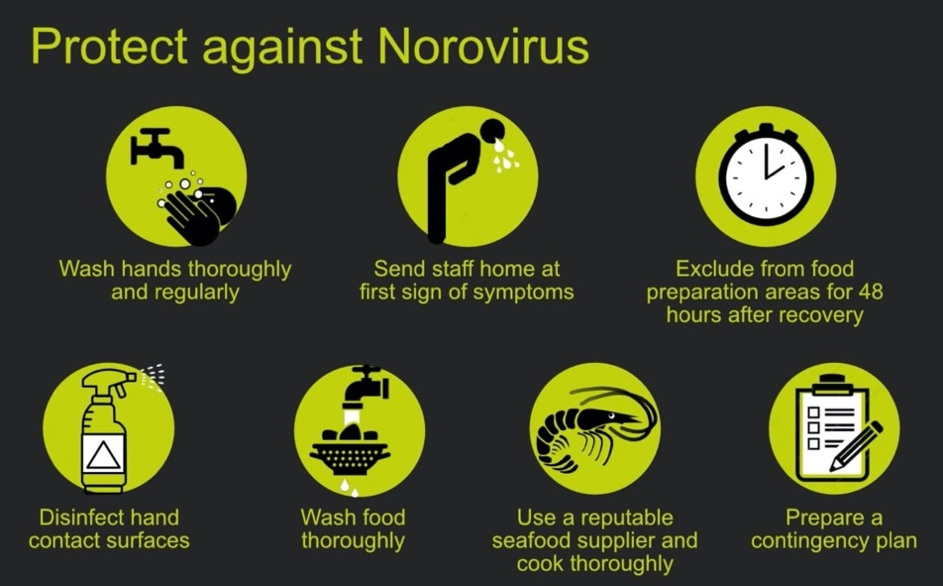 Protect against Norovirus
Wash hands thoroughly
and regularly
Send staff home at
first sign of symptoms
Exclude from food
preparation areas for 48
hours after recovery
Disinfect hand
contact surfaces
Wash food
thoroughly
Use a reputable
seafood supplier and
cook thoroughly
Prepare a
contingency plan